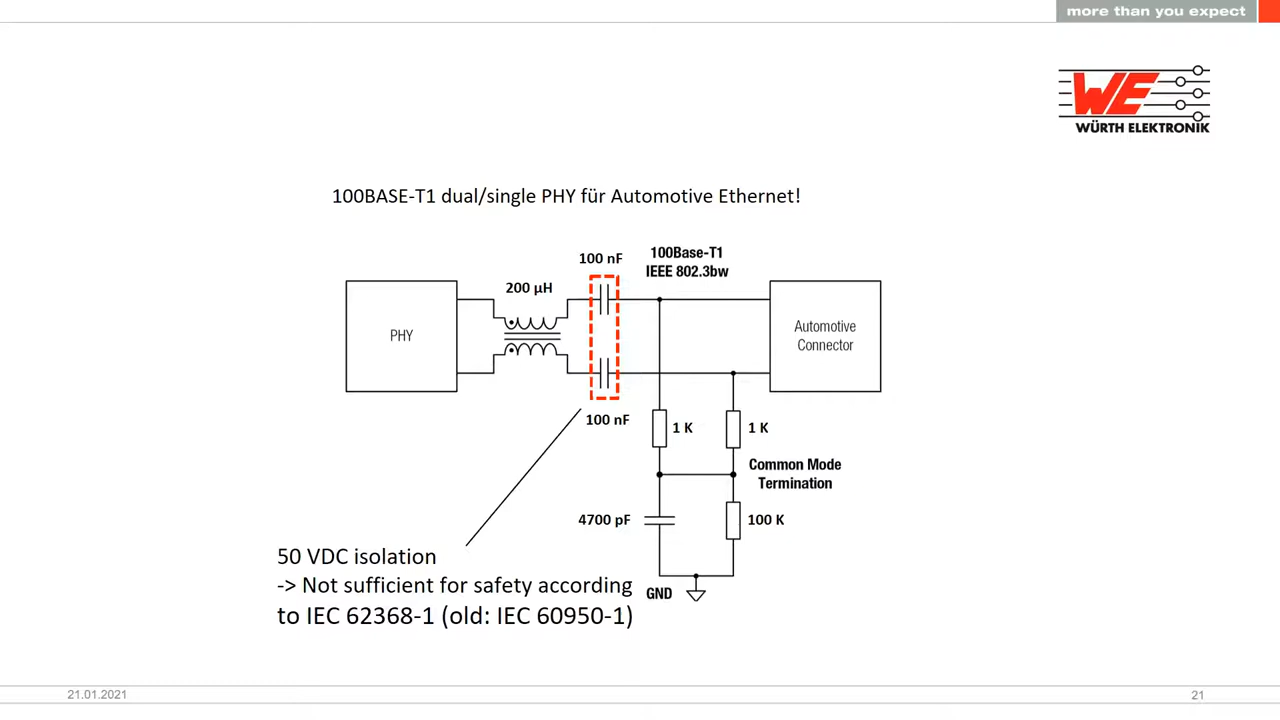 more than you expect
WE
WÜRTH ELEKTRONIK
100BASE-T1 dual/single PHY für Automotive Ethernet!
100 nF
100Base-T1
IEEE 802.3bw
200 µH
PHY
Automotive
Connector
100 nF
1 K
1 K
Common Mode
Termination
4700 pF
100 K
50 VDC isolation
-> Not sufficient for safety according
to IEC 62368-1 (old: IEC 60950-1)
GND
21.01.2021
21